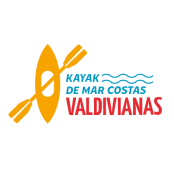 KAYAK
DE MAR COSTAS
VALDIVIANAS